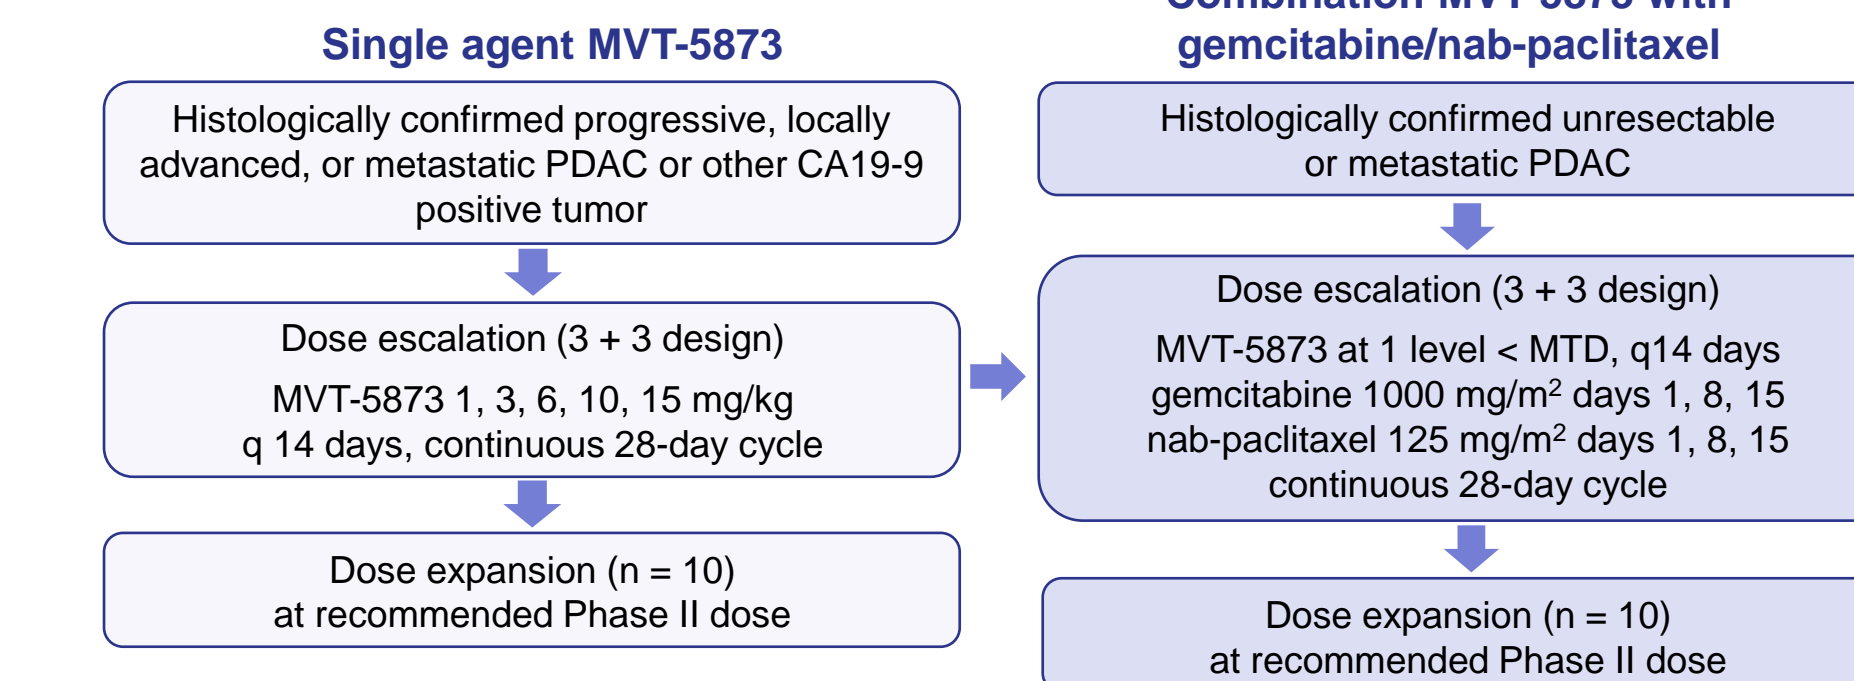 Single agent MVT-5873
Histologically confirmed progressive, locally
advanced, or metastatic PDAC or other CA19-9
positive tumor
Dose escalation (3 + 3 design)
MVT-5873 1, 3, 6, 10, 15 mg/kg
q 14 days, continuous 28-day cycle
Dose expansion (n = 10)
at recommended Phase II dose
Combination MVT-5873 with
gemcitabine/nab-paclitaxel
Histologically confirmed unresectable
or metastatic PDAC
Dose escalation (3 + 3 design)
MVT-5873 at 1 level < MTD, q14 days
gemcitabine 1000 mg/m² days 1, 8, 15
nab-paclitaxel 125 mg/m² days 1, 8, 15
continuous 28-day cycle
Dose expansion (n = 10)
at recommended Phase II dose